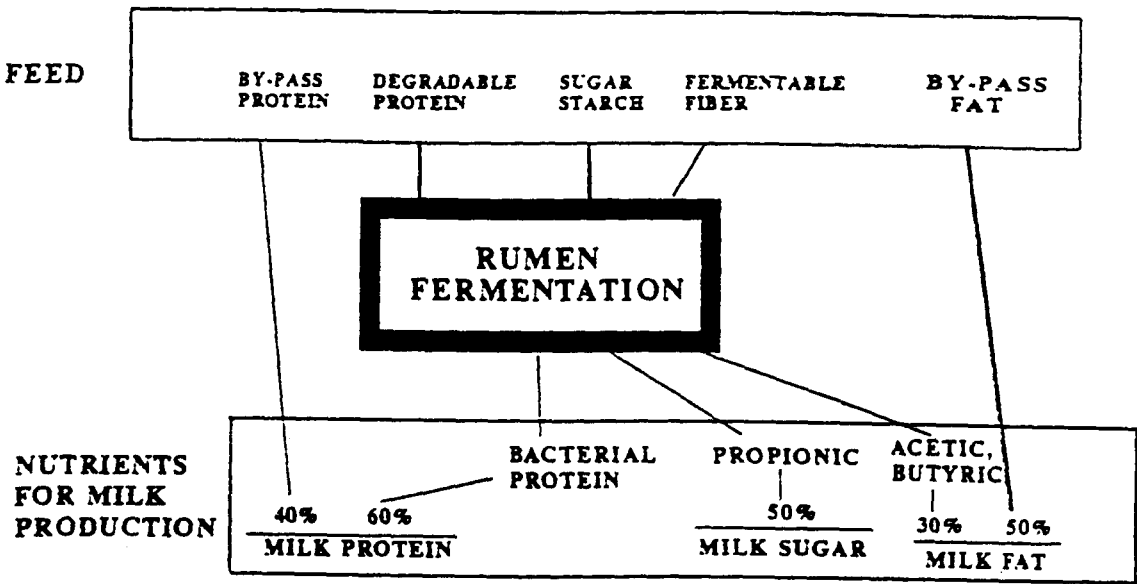 FEED
BY-PASS
PROTEIN
DEGRADABLE
PROTEIN
SUGAR
STARCH
FERMENTABLE
FIBER
BY-PASS
FAT
RUMEN
FERMENTATION
NUTRIENTS
FOR MILK
PRODUCTION
BACTERIAL
PROTEIN
PROPIONIC
ACETIC,
BUTYRIC
40% 60%
MILK PROTEIN
50%
MILK SUGAR
30% 50%
MILK FAT